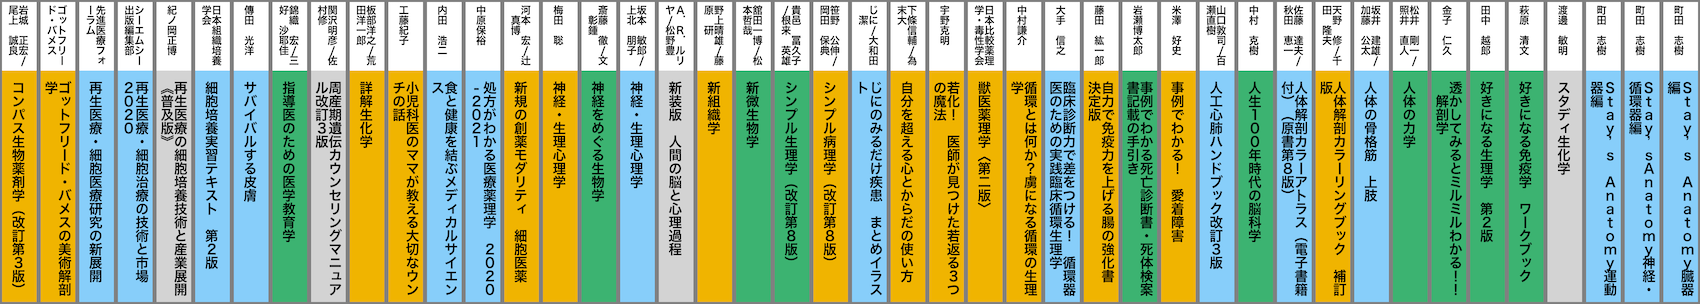 町田 志樹
Stay's Anatomy臓器
編
町田 志樹
Stay'sAnatomy神経・
循環器編
町田 志樹
Stay's Anatomy運動
器編
渡邊 敏明
スタディ生化学
萩原 清文
好きになる免疫学 ワークブック
田中 越郎
好きになる生理学 第2版
金子 仁久
透かしてみるとミルミルわかる!!
解剖学
松井 剛一/
照井 直人/
人体の力学
坂井 建雄/
加藤 公太
人体の骨格筋 上肢
天野 修/千
田 隆夫
人体解剖カラーリングブック 補訂
版
佐藤 達夫/
秋田 恵一
人体解剖カラーアトラス (電子書籍
付) (原書第8版)
中村 克樹
人生100年時代の脳科学
山口敦司/百
瀬直樹
人工心肺ハンドブック改訂3版
米澤 好史
事例でわかる! 愛着障害
岩瀬博太郎
事例でわかる死亡診断書・死体検案
書記載の手引き
藤田 紘一郎
自力で免疫力を上げる腸の強化書
決定版
大手 信之
臨床診断力で差をつける! 循環器
医のための実践臨床循環生理学
中村謙介
循環とは何か?虜になる循環の生理
学
日本比較薬理
学・毒性学会
獣医薬理学〈第二版〉
宇野克明
若化! 医師が見つけた若返る3つ
の魔法
下條信輔/為
末大
自分を超える心とからだの使い方
じに/大和田
潔/
じにのみるだけ疾患 まとめイラス
ト
笹野 公伸/
岡田 保典/
シンプル病理学(改訂第8版)
貴邑 冨久子
/根来 英雄
シンプル生理学(改訂第8版)
舘田一博/松
本哲哉
新微生物学
野上晴雄/藤
原 研
新組織学
A.R.ルリ
ヤ/松野豊
新装版 人間の脳と心理過程
坂本 敏郎/
上北 朋子
神経・生理心理学
斎藤 徹/文
彰鍾
神経をめぐる生物学
梅田 聡
神経・生理心理学
河本 宏/辻
真博
新規の創薬モダリティ 細胞医薬
中原保裕
処方がわかる医療薬理学 2020
-2021
内田 浩二
食と健康を結ぶメディカルサイエン
ス
工藤紀子
小児科医のママが教える大切なウン
チの話
板部洋之/荒
田洋一郎
詳解生化学
関沢明彦/佐
村修
周産期遺伝カウンセリングマニュア
ル改訂3版
錦織 宏/三
好 沙耶佳
指導医のための医学教育学
傳田 光洋
サバイバルする皮膚
日本組織培養
学会
細胞培養実習テキスト 第2版
紀ノ岡正博
再生医療の細胞培養技術と産業展開
《普及版》
シーエムシー
出版編集部
再生医療・細胞治療の技術と市場
2020
先進医療フォ
ーラム
再生医療・細胞医療研究の新展開
ゴットフリー
ド・バメス
ゴットフリード・バメスの美術解剖
学
岩城 正宏/
尾上 誠良
コンパス生物薬剤学(改訂第3版)